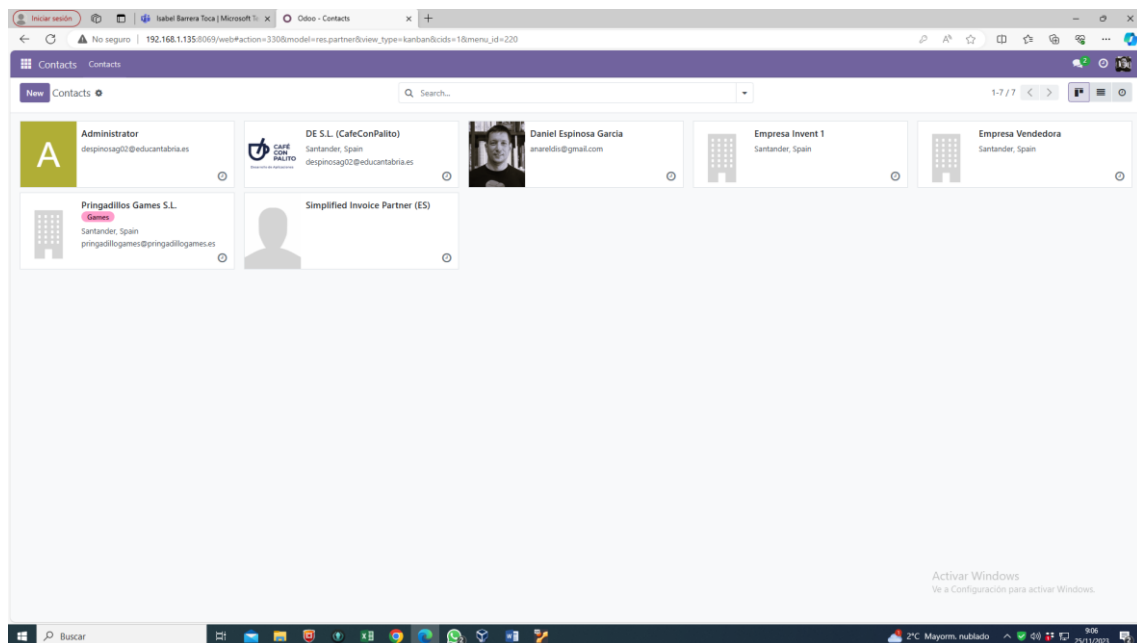 Iniciar sesión
Isabel Barrera Toca | Microsoft Te
Odoo - Contacts
No seguro | 192.168.1.135:8069/web#action=330&model=res.partner&view_type=kanban&cids=1&menu_id=220
Contacts Contacts
2
New Contacts
Search...
1-7 / 7
A
Administrator
despinosag02@educantabria.es
CAFÉ
CON
PALITO
DE S.L. (CafeConPalito)
Santander, Spain
despinosag02@educantabria.es
Daniel Espinosa Garcia
anareldis@gmail.com
Empresa Invent 1
Santander, Spain
Empresa Vendedora
Santander, Spain
Pringadillos Games S.L.
Games
Santander, Spain
pringadillogames@pringadillogames.es
Simplified Invoice Partner (ES)
Activar Windows
Ve a Configuración para activar Windows.
Buscar
2°C Mayorm. nublado
9:06
25/11/2023